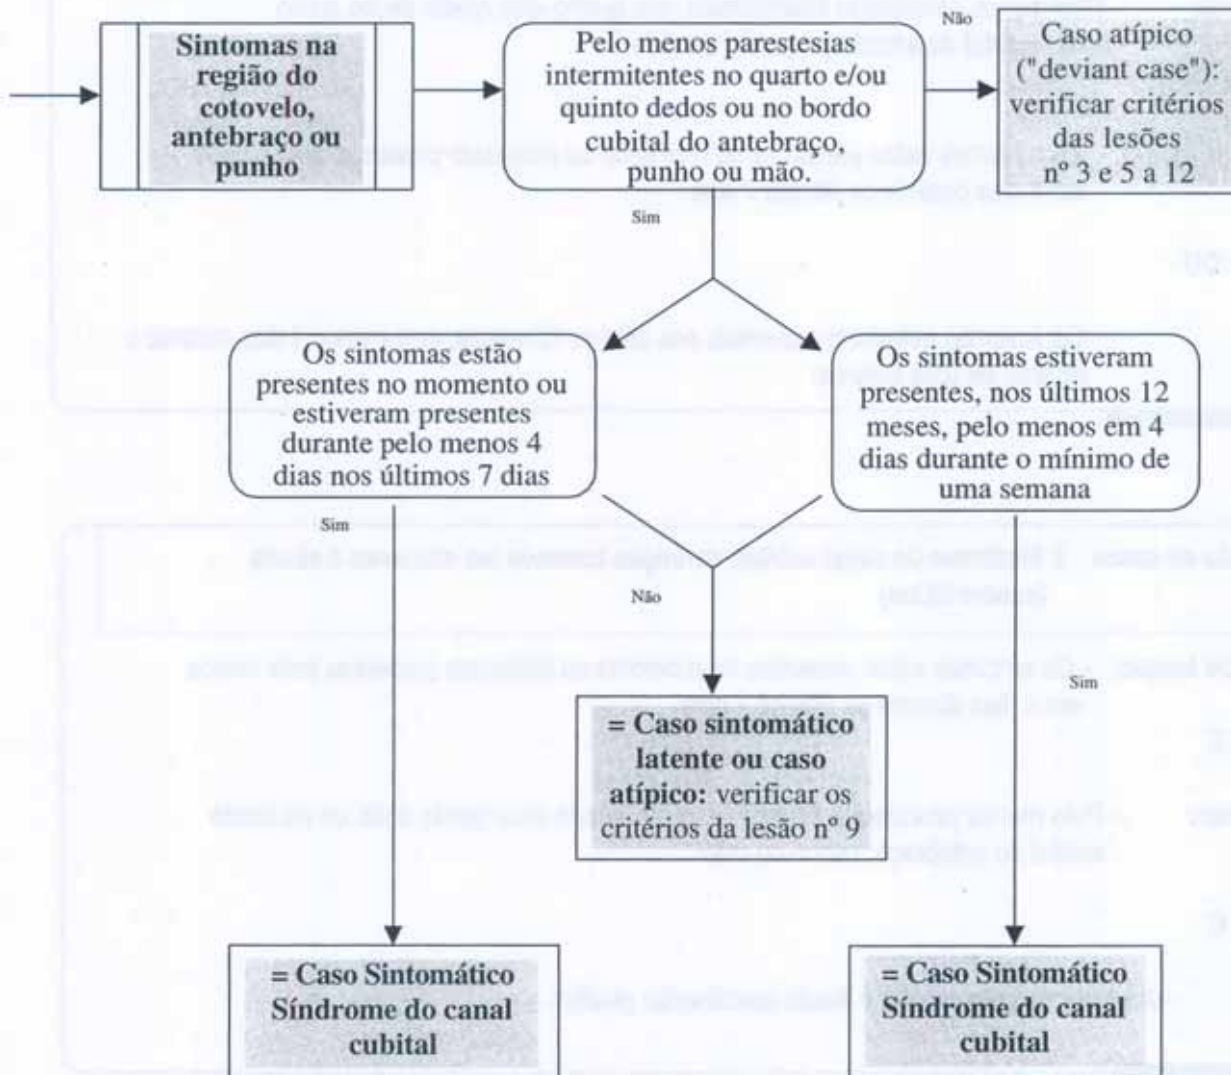 Sintomas na
região do
cotovelo,
antebraço ou
punho
Pelo menos parestesias
intermitentes no quarto e/ou
quinto dedos ou no bordo
cubital do antebraço,
punho ou mão.
Não
Caso atípico
("deviant case"):
verificar critérios
das lesões
nº 3 e 5 a 12
Sim
Os sintomas estão
presentes no momento ou
estiveram presentes
durante pelo menos 4
dias nos últimos 7 dias
Os sintomas estiveram
presentes, nos últimos 12
meses, pelo menos em 4
dias durante o mínimo de
uma semana
Sim
Não
Sim
= Caso sintomático
latente ou caso
atípico: verificar os
critérios da lesão nº 9
= Caso Sintomático
Síndrome do canal
cubital
= Caso Sintomático
Síndrome do canal
cubital